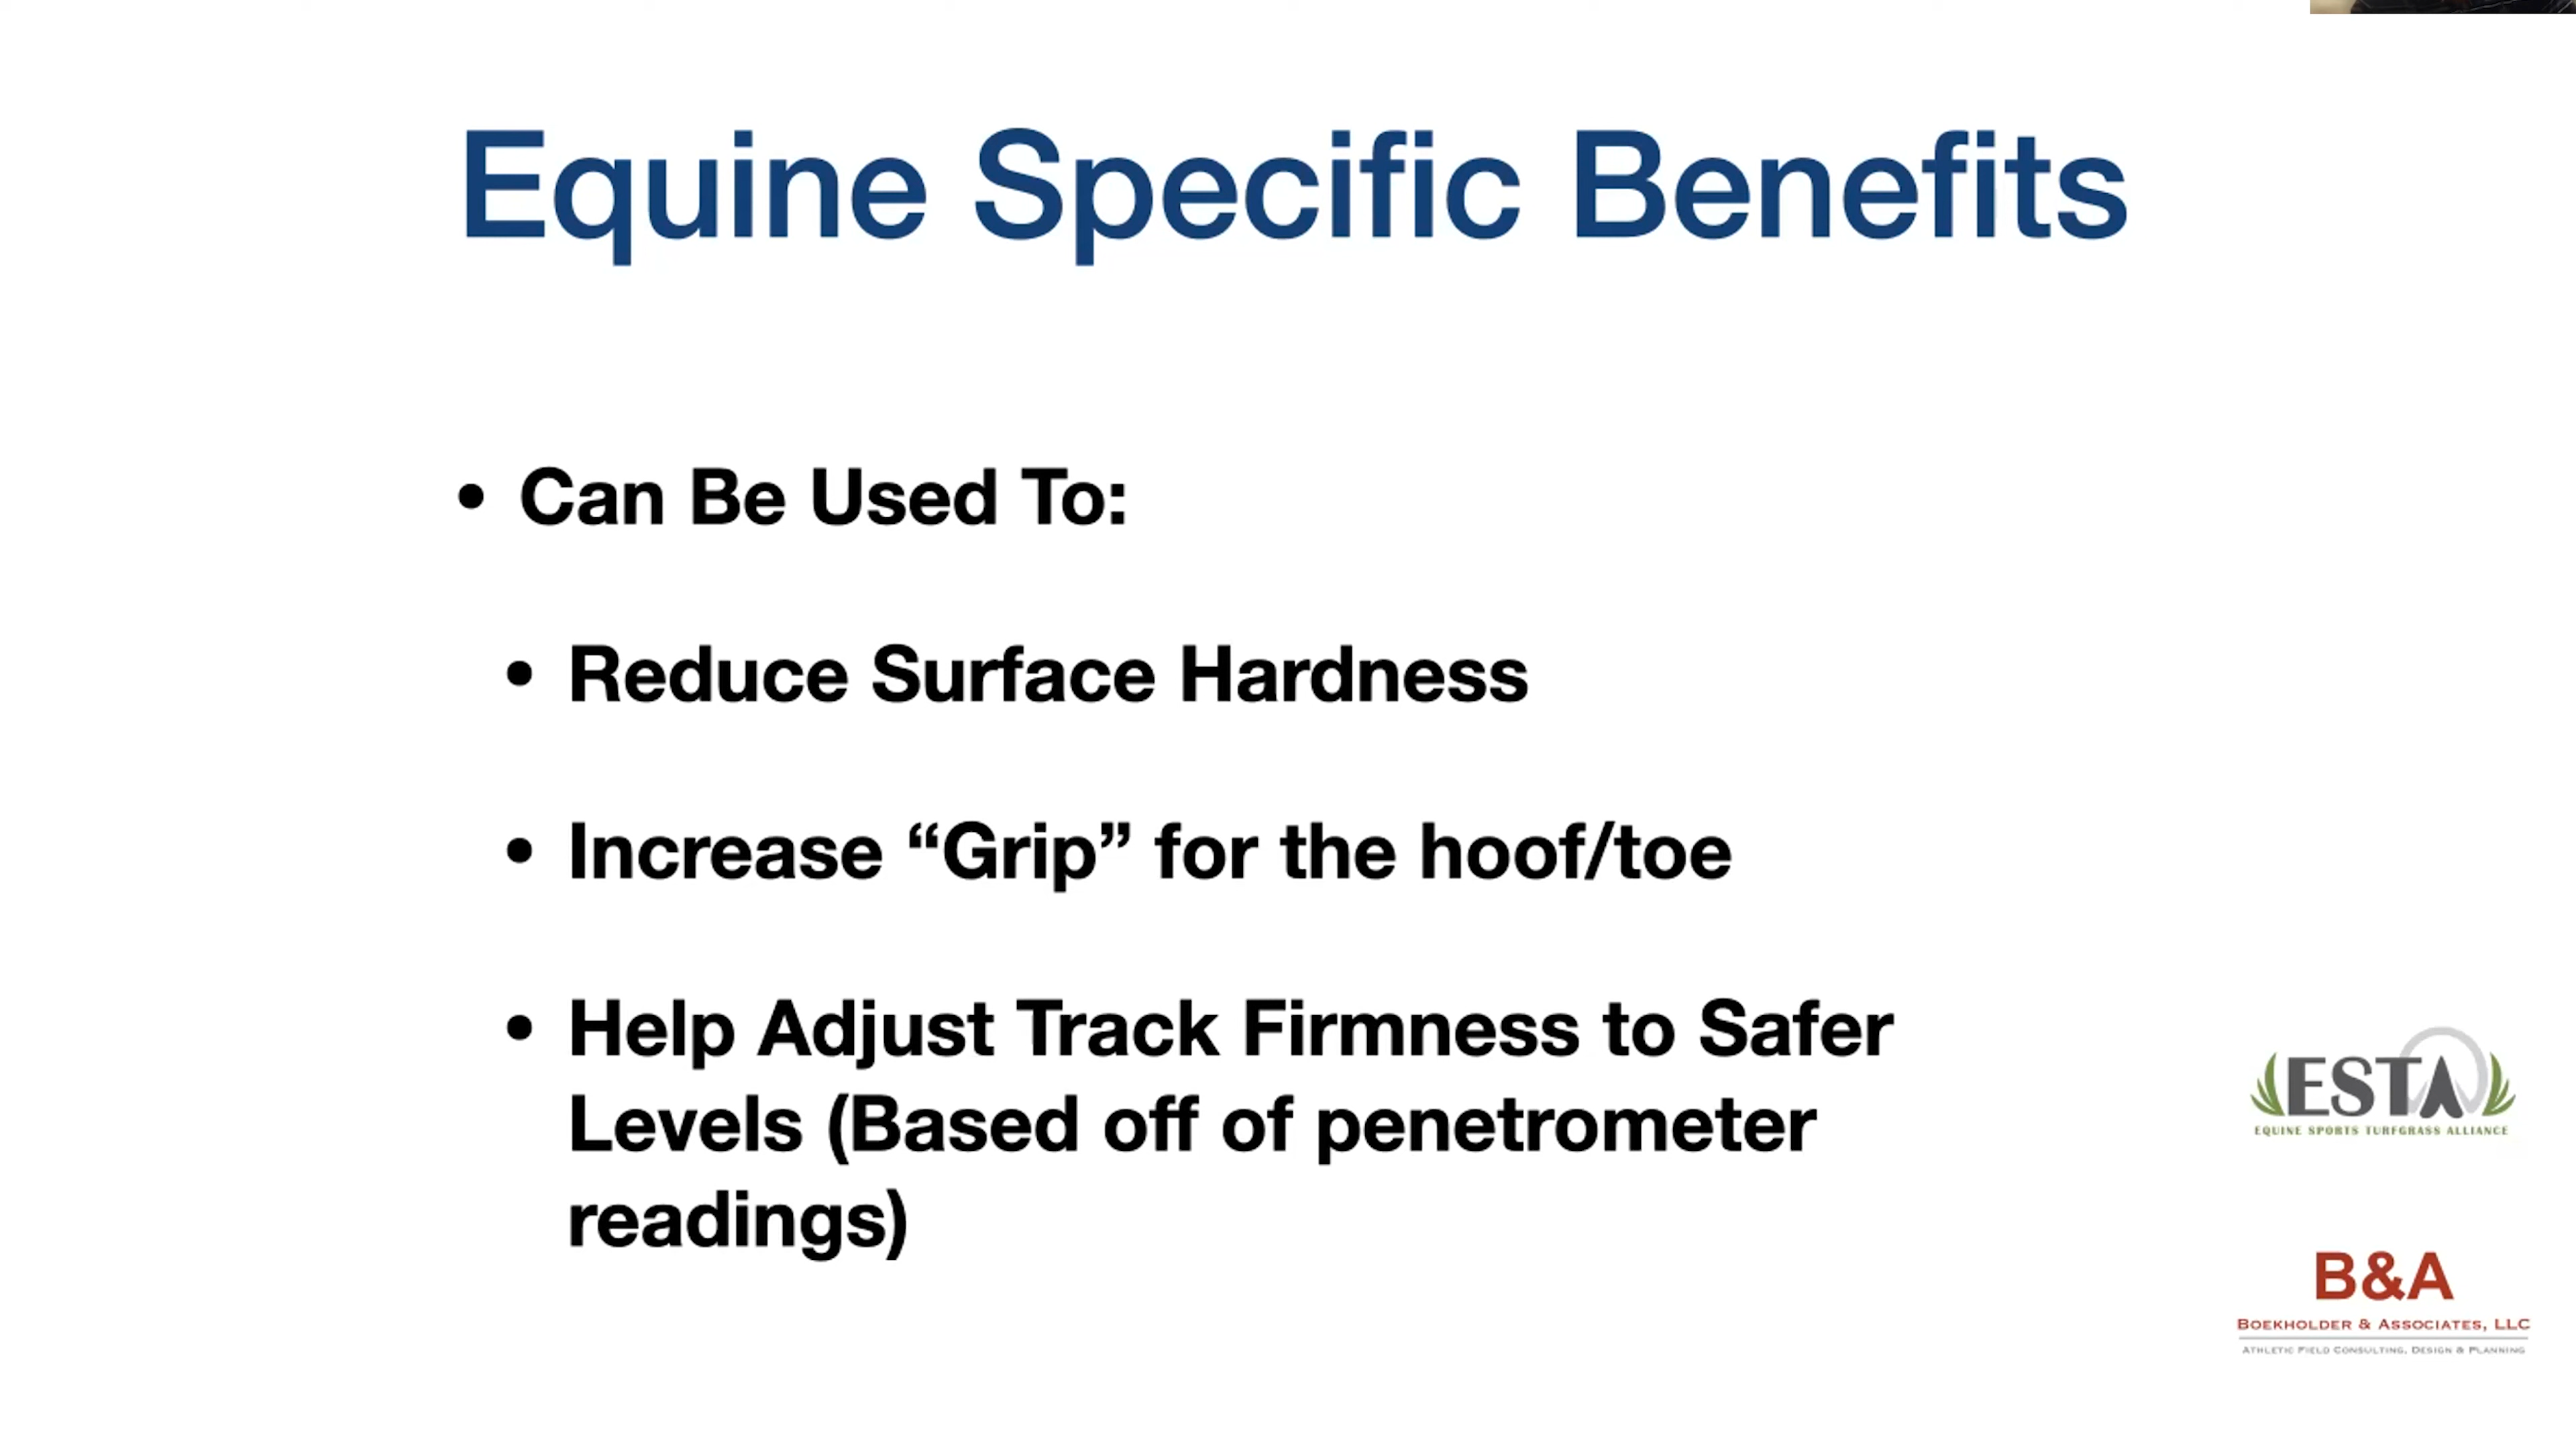 Equine Specific Benefits
• Can Be Used To:
• Reduce Surface Hardness
• Increase “Grip” for the hoof/toe
• Help Adjust Track Firmness to Safer
Levels (Based off of penetrometer
readings)
ESTA
EQUINE SPORTS TURFGRASS ALLIANCE
B&A
BOEKHOLDER & ASSOCIATES, LLC
ATHLETIC FIELD CONSULTING, DESIGN & PLANNING